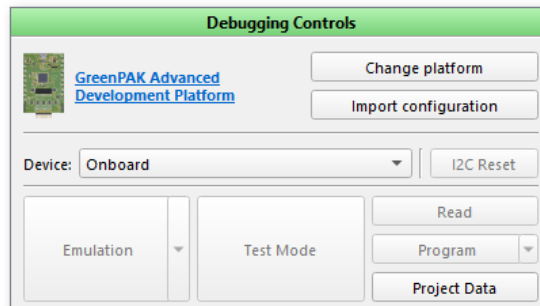 Debugging Controls
GreenPAK Advanced
Development Platform
Change platform
Import configuration
Device: Onboard
I2C Reset
Emulation
Test Mode
Read
Program
Project Data